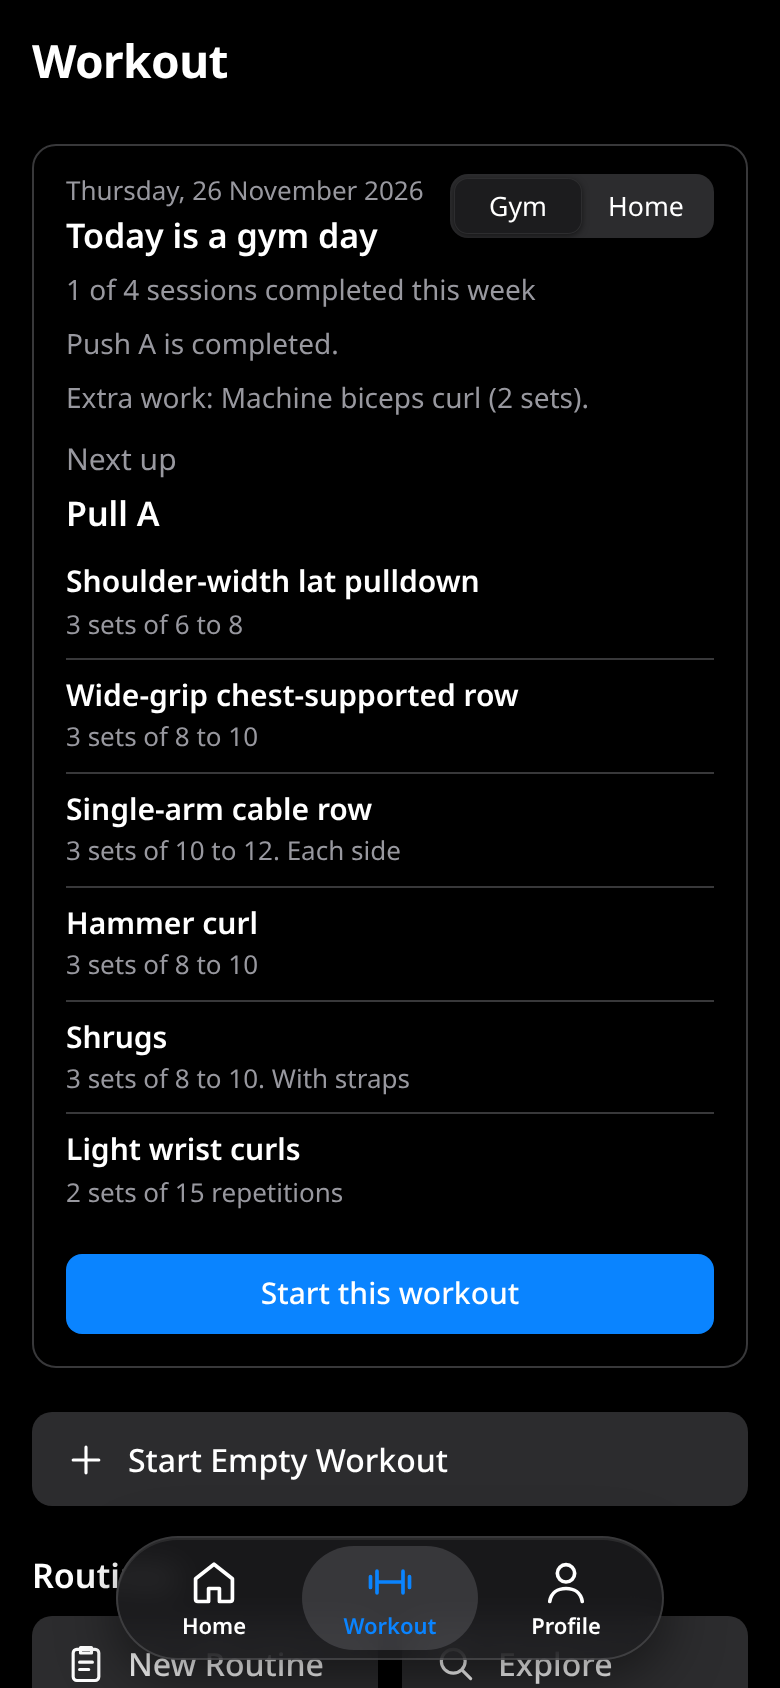 Workout
Thursday, 26 November 2026
Gym
Home
Today is a gym day
1 of 4 sessions completed this week
Push A is completed.
Extra work: Machine biceps curl (2 sets).
Next up
Pull A
Shoulder-width lat pulldown
3 sets of 6 to 8
Wide-grip chest-supported row
3 sets of 8 to 10
Single-arm cable row
3 sets of 10 to 12. Each side
Hammer curl
3 sets of 8 to 10
Shrugs
3 sets of 8 to 10. With straps
Light wrist curls
2 sets of 15 repetitions
Start this workout
Start Empty Workout
Routi
Home
Workout
Profile
New Routine
Explore